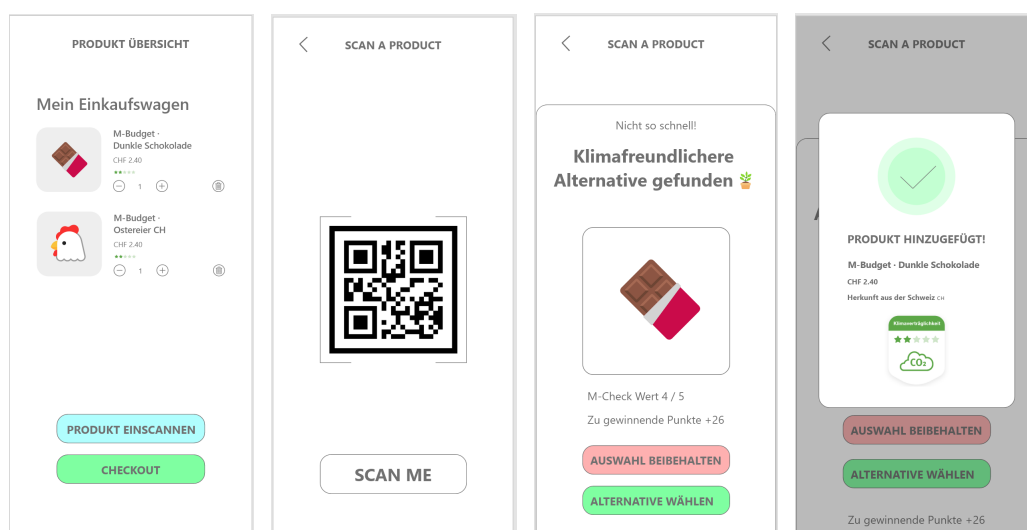 PRODUKT ÜBERSICHT
Mein Einkaufswagen
M-Budget ·
Dunkle Schokolade
CHF 2.40
1
M-Budget ·
Ostereier CH
CHF 2.40
1
PRODUKT EINSCANNEN
CHECKOUT
SCAN A PRODUCT
SCAN ME
SCAN A PRODUCT
Nicht so schnell!
Klimafreundlichere
Alternative gefunden
M-Check Wert 4 / 5
Zu gewinnende Punkte +26
AUSWAHL BEIBEHALTEN
ALTERNATIVE WÄHLEN
SCAN A PRODUCT
A
PRODUKT HINZUGEFÜGT!
M-Budget · Dunkle Schokolade
CHF 2.40
Herkunft aus der Schweiz CH
Klimaverträglichkeit
CO₂
AUSWAHL BEIBEHALTEN
ALTERNATIVE WÄHLEN
Zu gewinnende Punkte +26